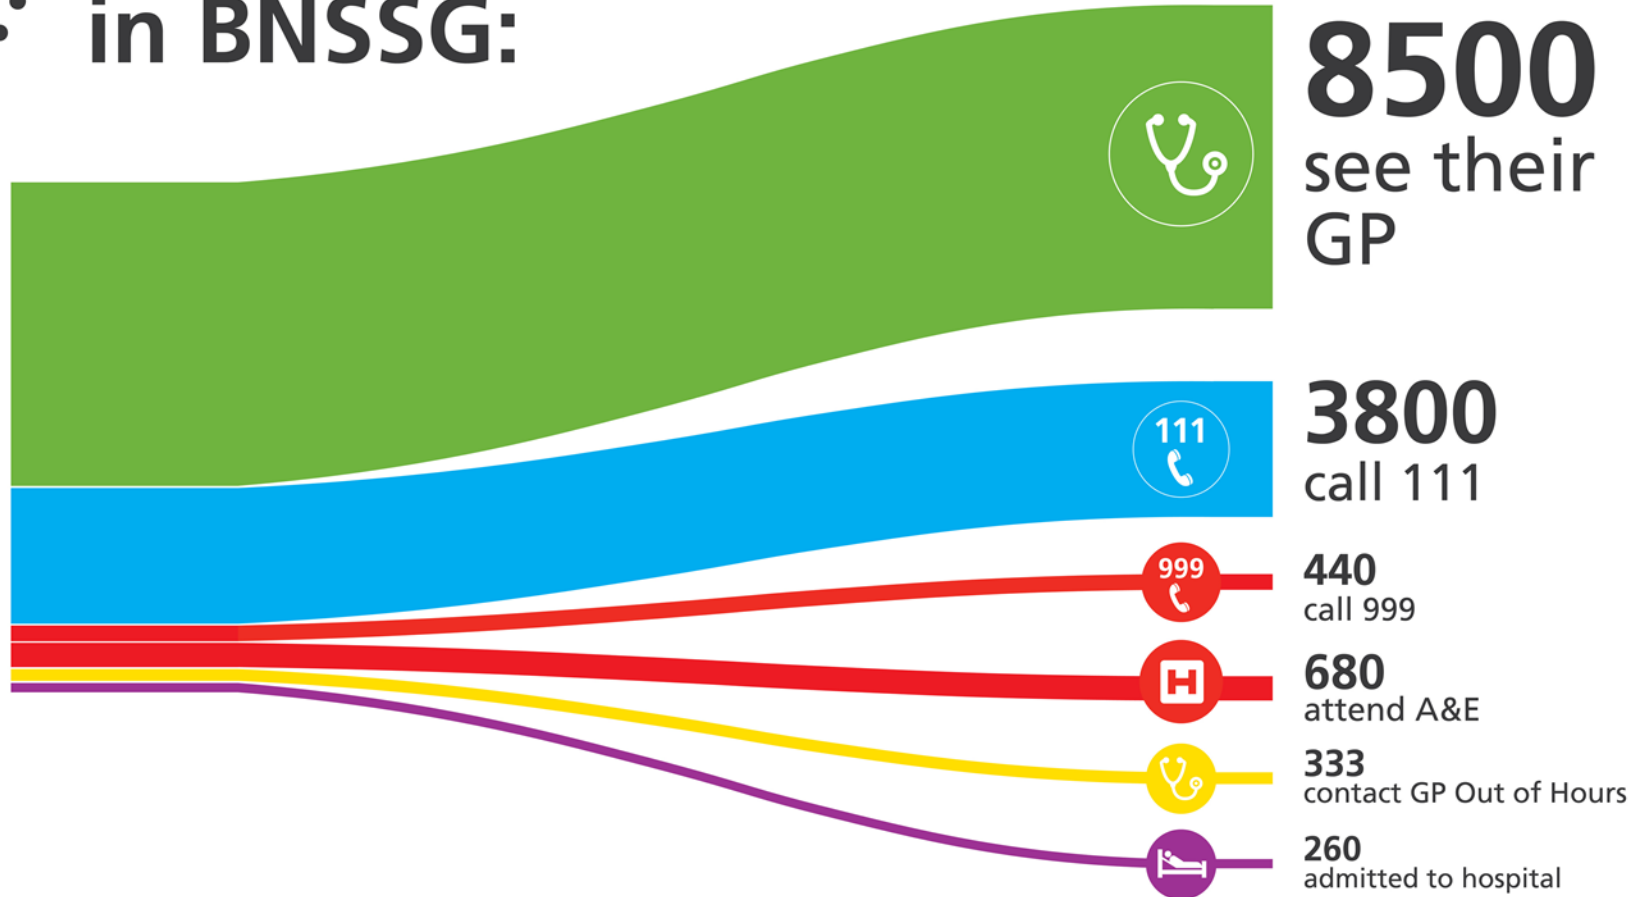 in BNSSG:
8500
see their
GP
111
3800
call 111
999
440
call 999
H
680
attend A&E
333
contact GP Out of Hours
260
admitted to hospital